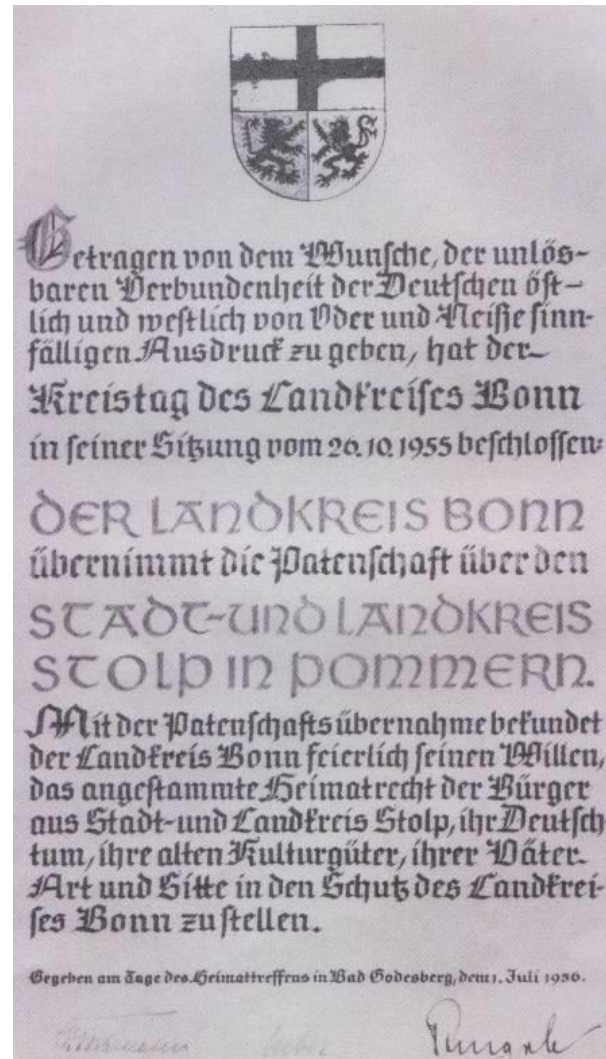 Getragen von dem Wunsche, der unlös-
baren Verbundenheit der Deutschen öst-
lich und westlich von Oder und Neiße sinn-
fälligen Ausdruck zu geben, hat der
Kreistag des Landkreises Bonn
in seiner Sitzung vom 20.10.1955 beschlossen:
DER LANDKREIS BONN
übernimmt die Patenschaft über den
STADT-UND LANDKREIS
STOLP IN POMMERN.
Mit der Patenschaftsübernahme bekundet
der Landkreis Bonn feierlich seinen Willen,
das angestammte Heimatrecht der Bürger
aus Stadt-und Landkreis Stolp, ihr Deutsch
tum, ihre alten Kulturgüter, ihrer Väter
Art und Sitte in den Schutz des Landkrei-
ses Bonn zu stellen.
Gegeben am Tage des Heimattreffens in Bad Godesberg, dem 1. Juli 1956.